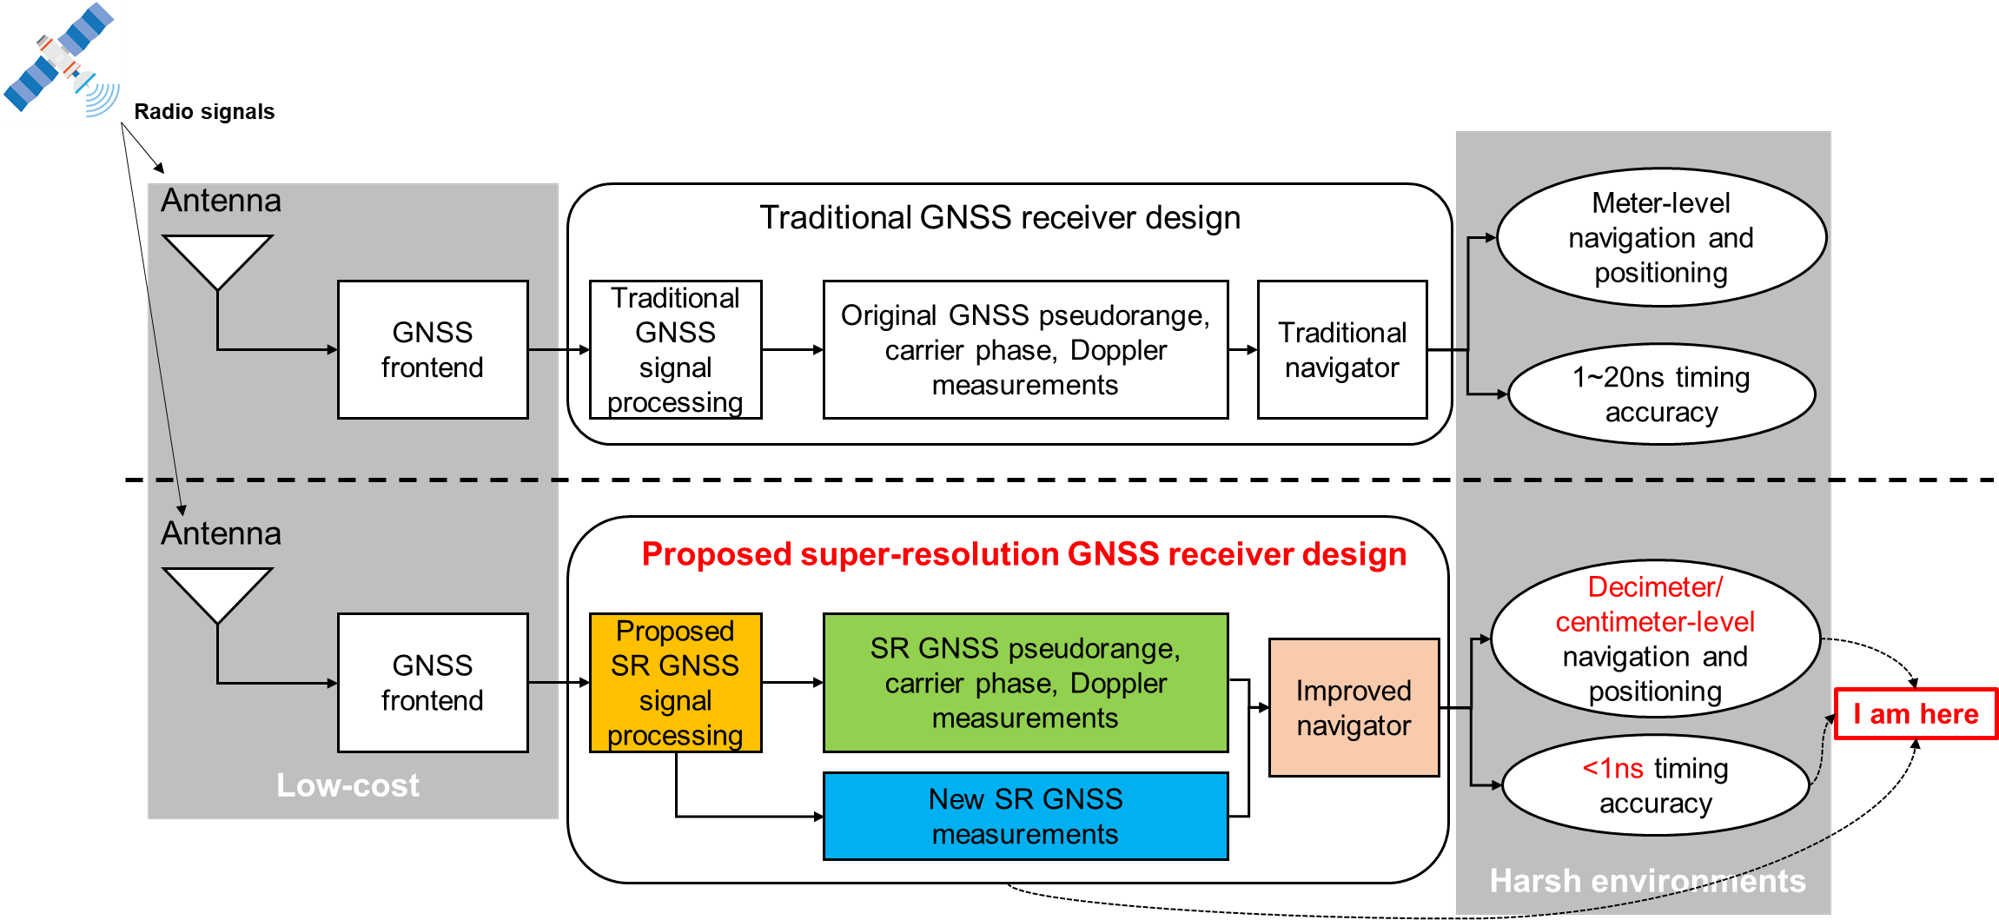 Radio signals
Antenna
GNSS
frontend
Traditional GNSS receiver design
Traditional
GNSS
signal
processing
Original GNSS pseudorange,
carrier phase, Doppler
measurements
Traditional
navigator
Meter-level
navigation and
positioning
1~20ns timing
accuracy
Antenna
GNSS
frontend
Low-cost
Proposed super-resolution GNSS receiver design
Proposed
SR GNSS
signal
processing
SR GNSS pseudorange,
carrier phase, Doppler
measurements
New SR GNSS
measurements
Improved
navigator
Decimeter/
centimeter-level
navigation and
positioning
<1ns timing
accuracy
I am here
Harsh environments